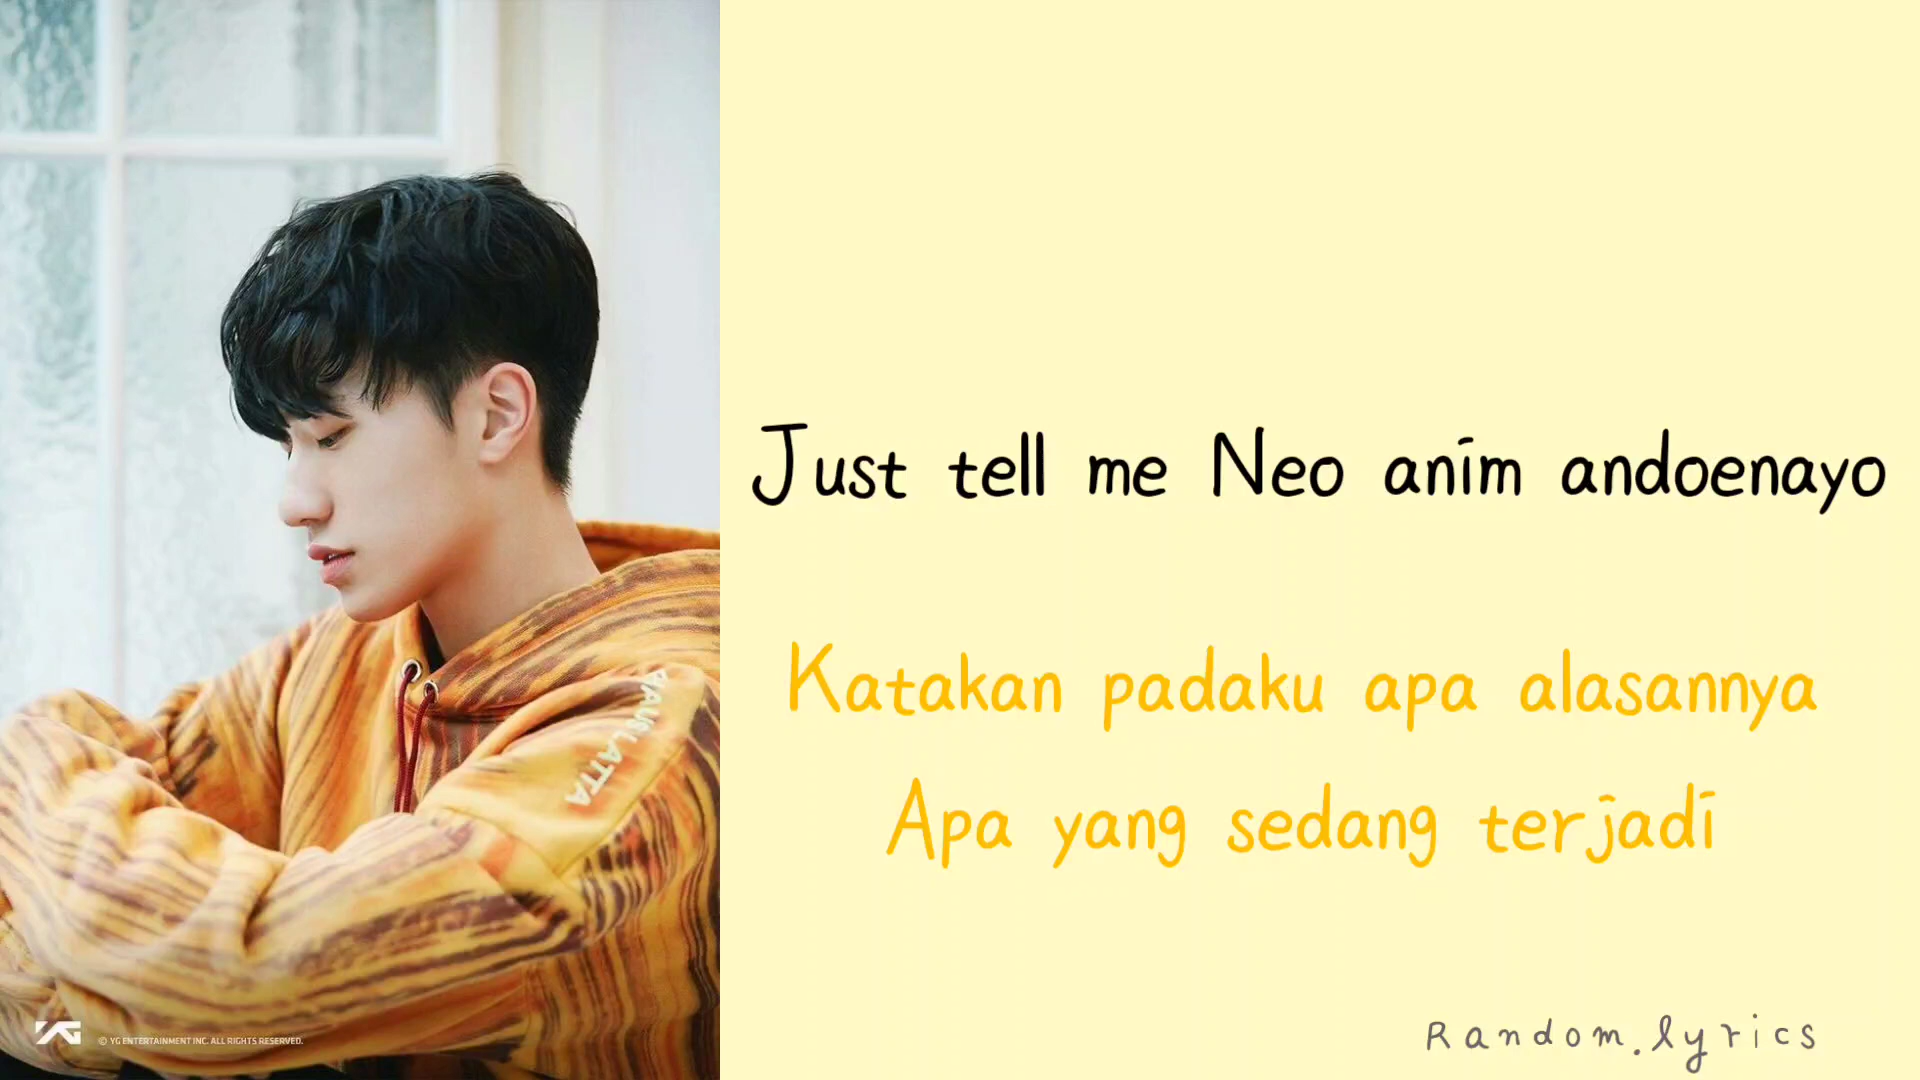 Just tell me Neo anim andoenayo
Katakan padaku apa alasannya
Apa yang sedang terjadi
YG © YG ENTERTAINMENT INC. ALL RIGHTS RESERVED.
Random.lyrics